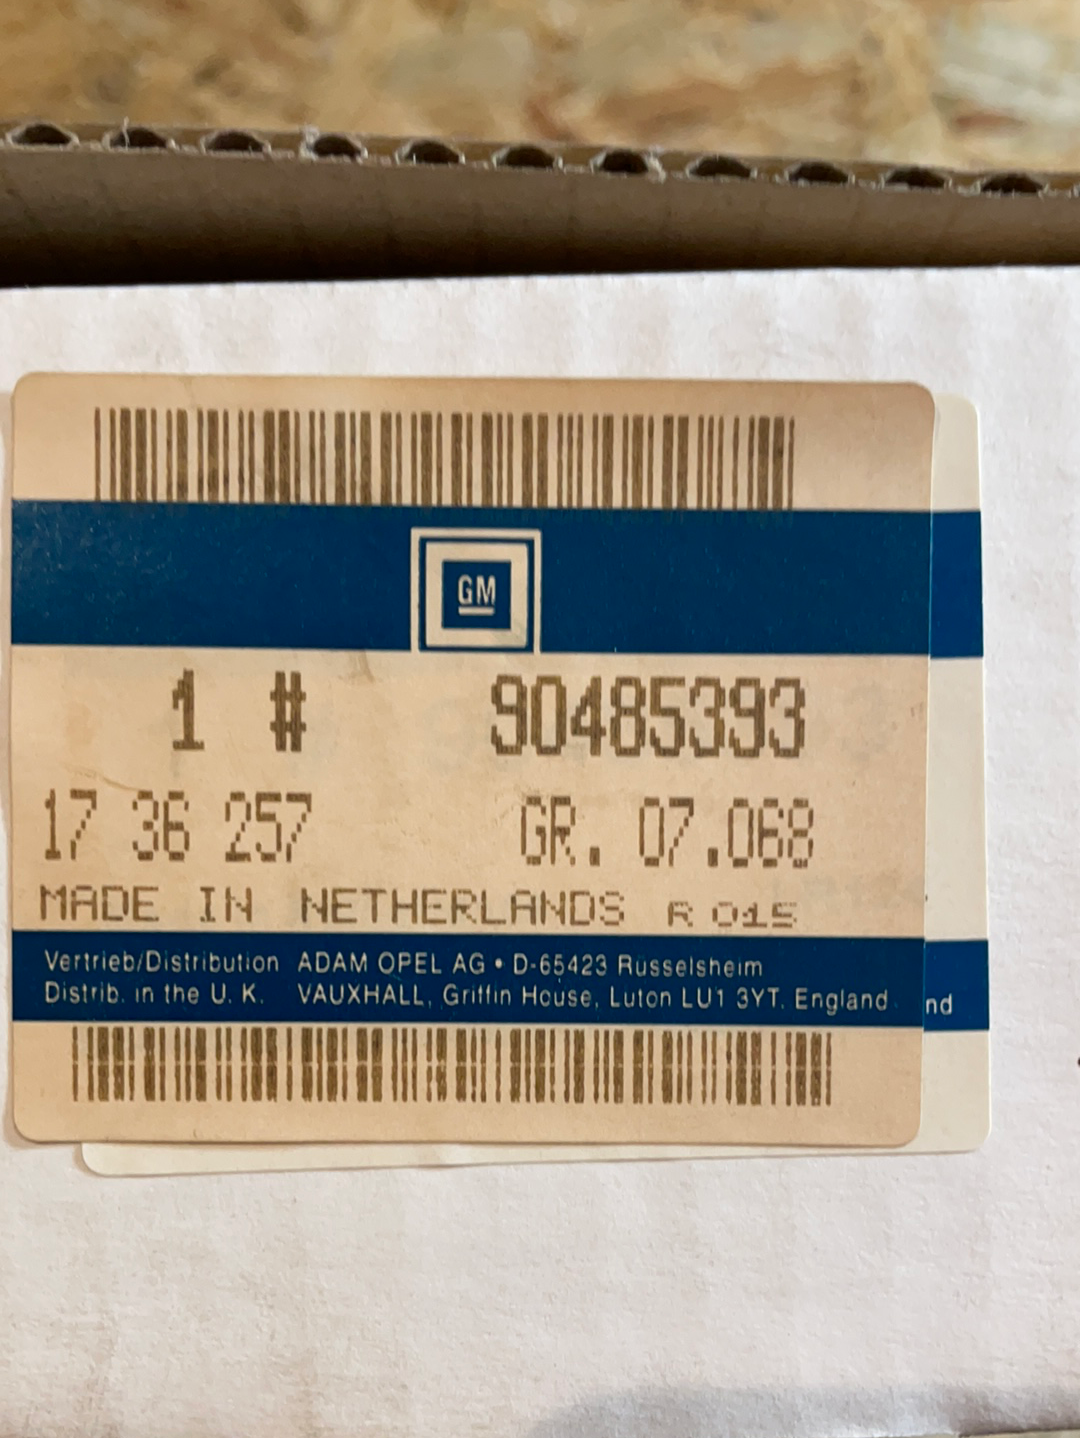 GM
1 # 90485393
17 36 257 GR. 07.068
MADE IN NETHERLANDS R 015
Vertrieb/Distribution ADAM OPEL AG • D-65423 Rüsselsheim
Distrib. in the U. K. VAUXHALL, Griffin House, Luton LU1 3YT, England
nd